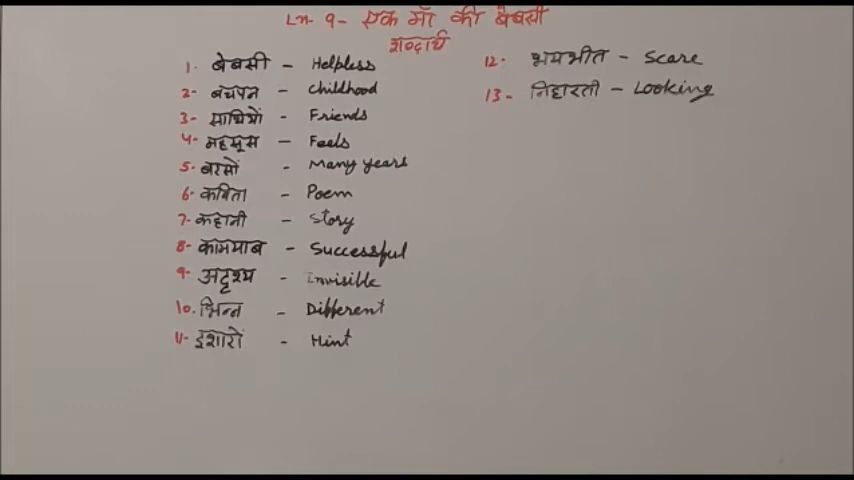 Ln- 9- एक माँ की बेबसी
शब्दार्थ
1. बेबसी - Helpless
2- बचपन - Childhood
3- साथियों - Friends
4- महसूस - Feels
5- बरसों - Many years
6- कविता - Poem
7- कहानी - Story
8- कामयाब - Successful
9- अदृश्य - Invisible
10. भिन्न - Different
11- इशारों - Hint
12- भयभीत - Scare
13- निहारती - Looking